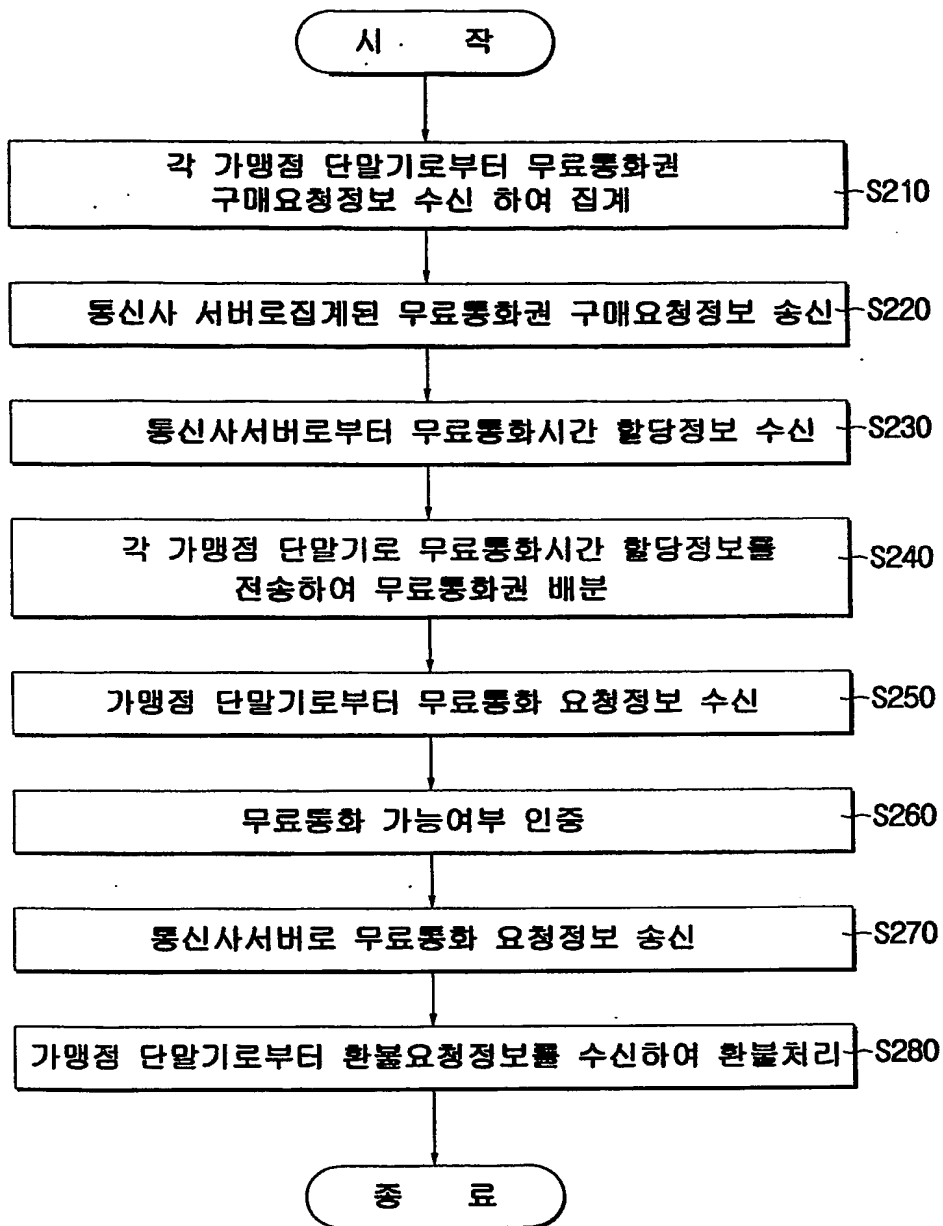 시 작
각 가맹점 단말기로부터 무료통화권
구매요청정보 수신 하여 집계
S210
통신사 서버로집계된 무료통화권 구매요청정보 송신
S220
통신사서버로부터 무료통화시간 할당정보 수신
S230
각 가맹점 단말기로 무료통화시간 할당정보를
전송하여 무료통화권 배분
S240
가맹점 단말기로부터 무료통화 요청정보 수신
S250
무료통화 가능여부 인증
S260
통신사서버로 무료통화 요청정보 송신
S270
가맹점 단말기로부터 환불요청정보를 수신하여 환불처리
S280
종 료